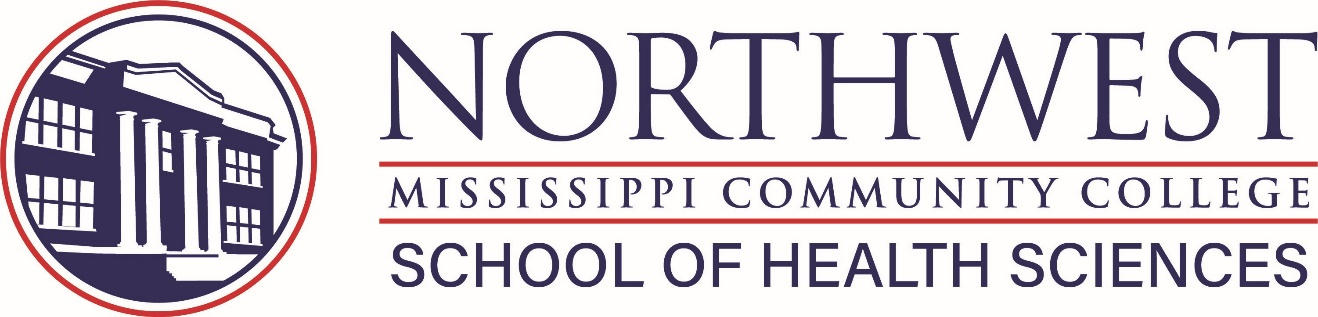 NORTHWEST
MISSISSIPPI COMMUNITY COLLEGE
SCHOOL OF HEALTH SCIENCES